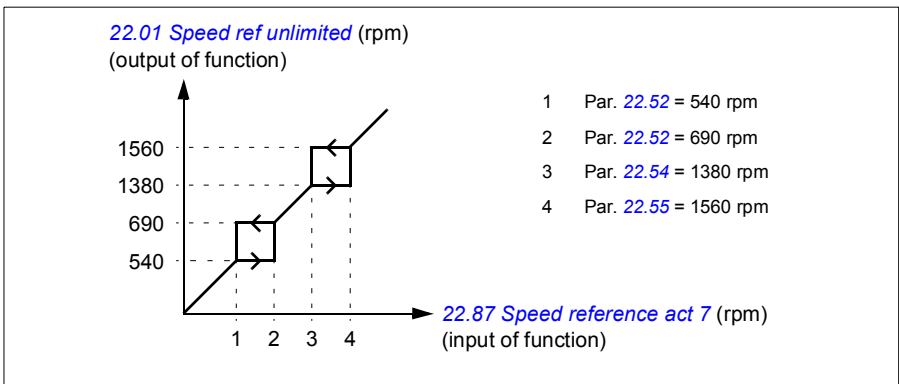 22.01 Speed ref unlimited (rpm)
(output of function)
1 Par. 22.52 = 540 rpm
2 Par. 22.52 = 690 rpm
3 Par. 22.54 = 1380 rpm
4 Par. 22.55 = 1560 rpm
1560
1380
690
540
22.87 Speed reference act 7 (rpm)
(input of function)
1 2 3 4